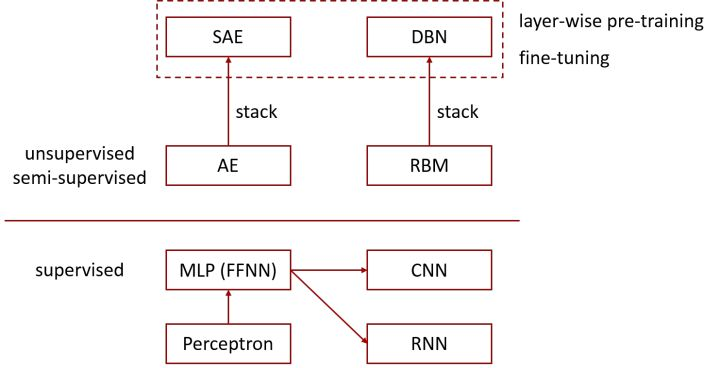 SAE
DBN
layer-wise pre-training
fine-tuning
stack
stack
unsupervised
semi-supervised
AE
RBM
supervised
MLP (FFNN)
CNN
Perceptron
RNN